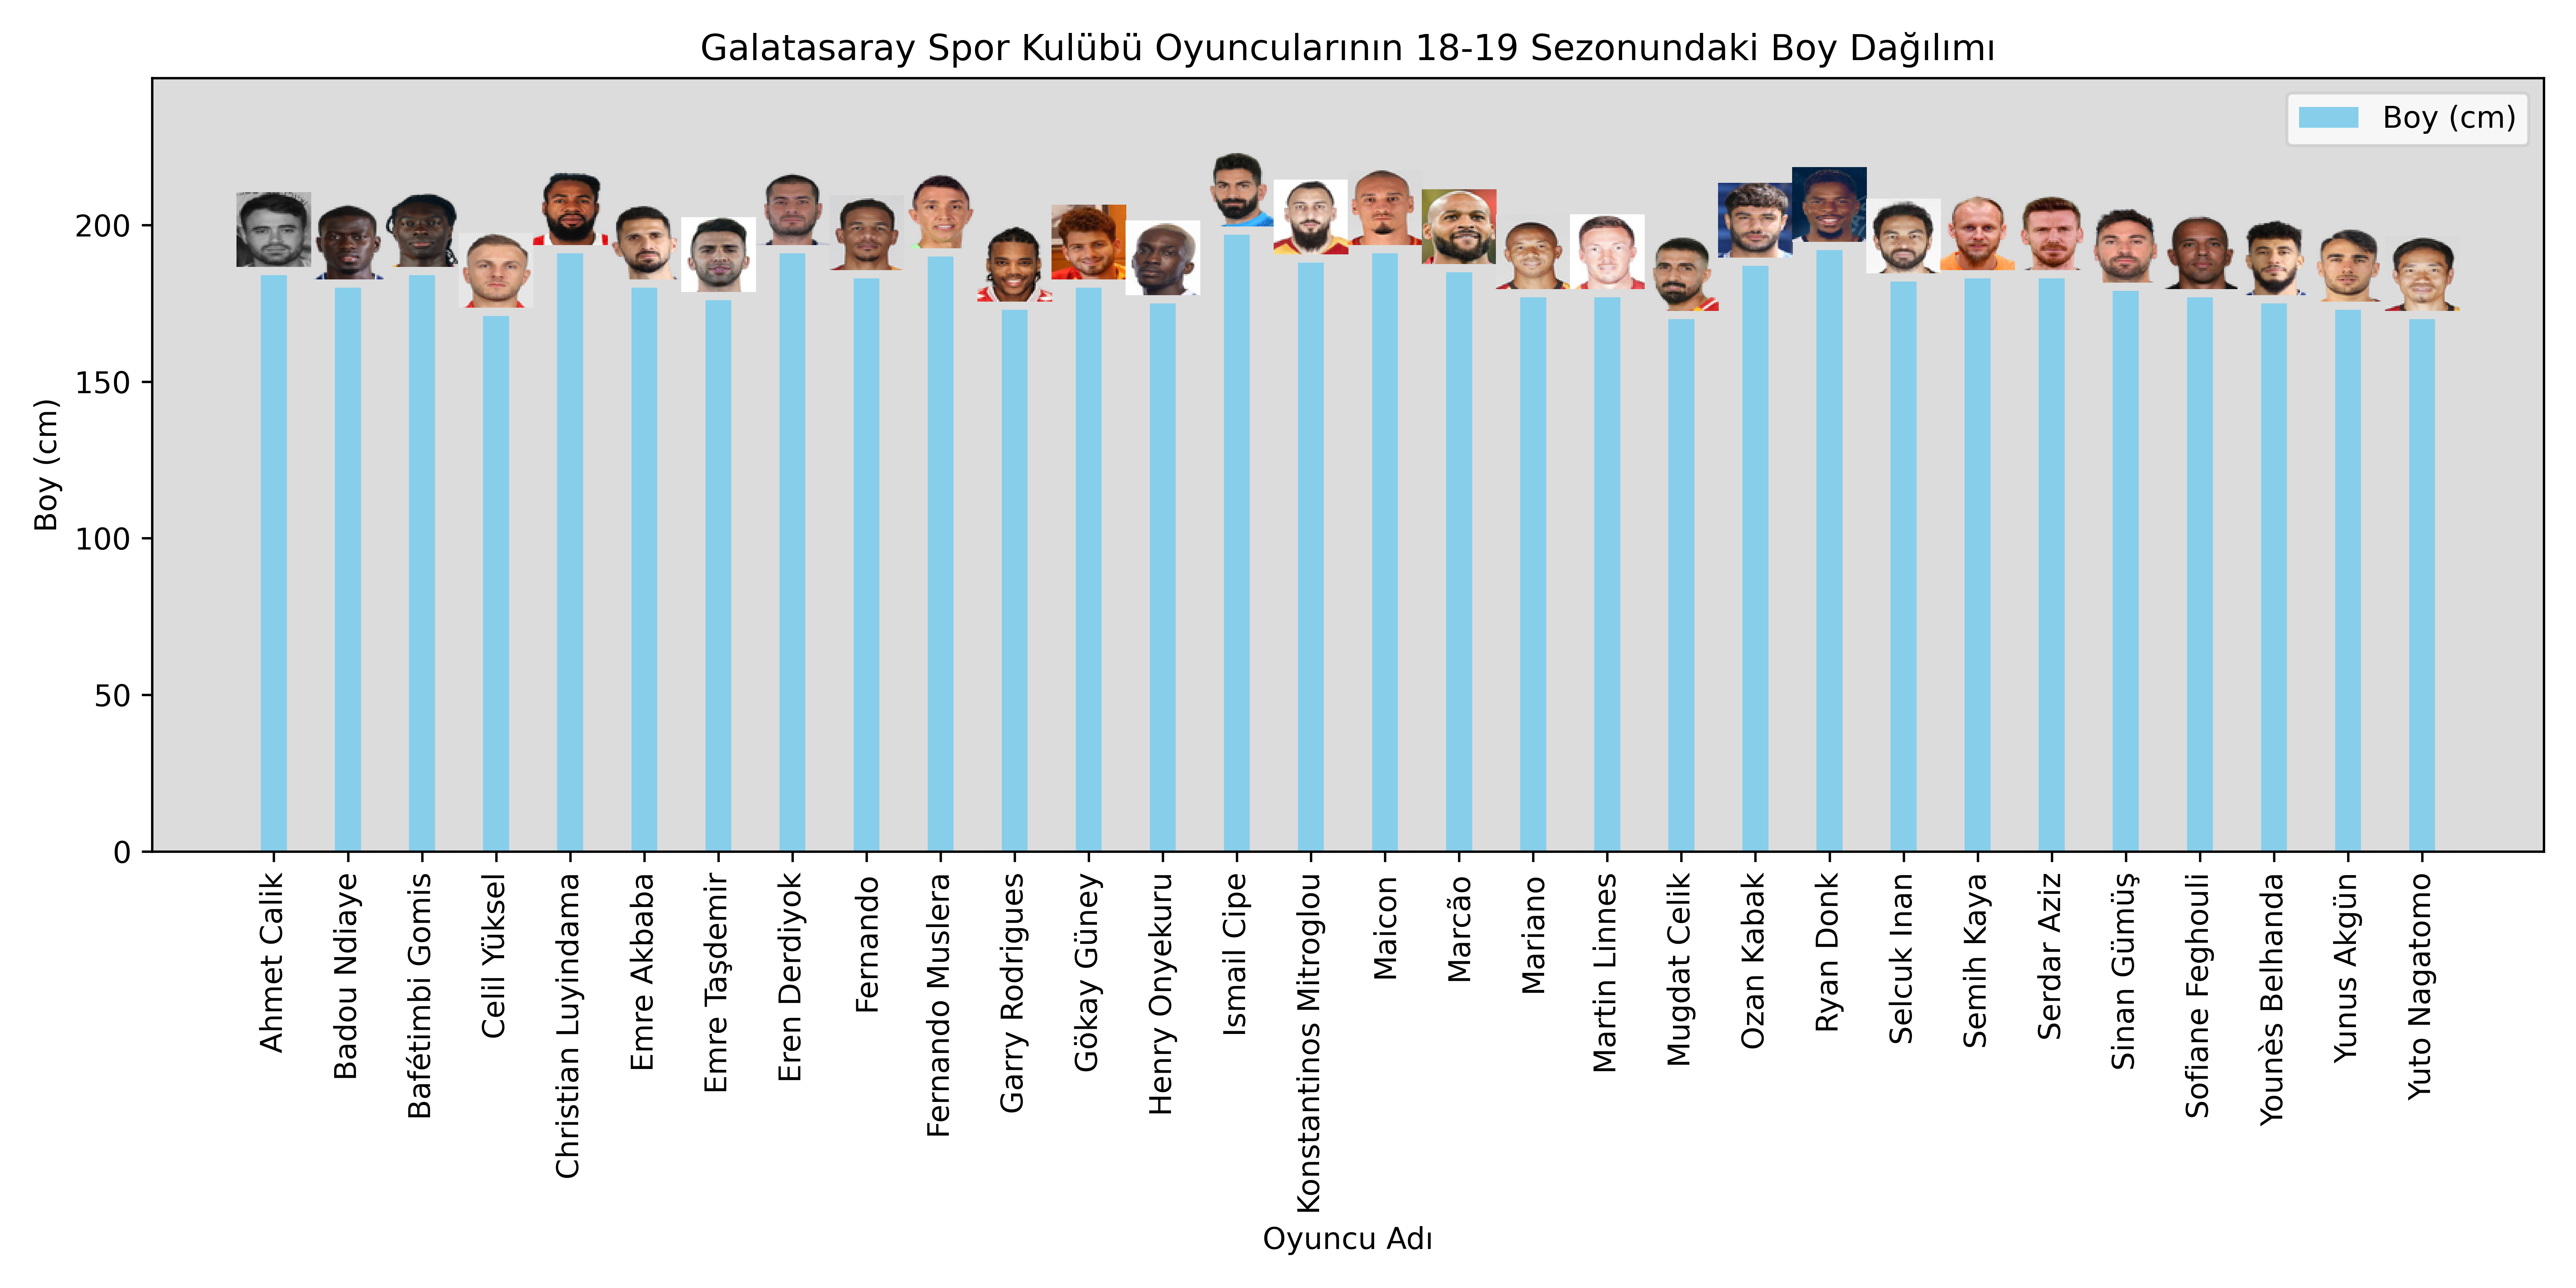 Galatasaray Spor Kulübü Oyuncularının 18-19 Sezonundaki Boy Dağılımı
Boy (cm)
200
150
100
50
0
Boy (cm)
Ahmet Calik
Badou Ndiaye
Bafétimbi Gomis
Celil Yüksel
Christian Luyindama
Emre Akbaba
Emre Taşdemir
Eren Derdiyok
Fernando
Fernando Muslera
Garry Rodrigues
Gökay Güney
Henry Onyekuru
Ismail Cipe
Konstantinos Mitroglou
Maicon
Marcão
Mariano
Martin Linnes
Mugdat Celik
Ozan Kabak
Ryan Donk
Selcuk Inan
Semih Kaya
Serdar Aziz
Sinan Gümüş
Sofiane Feghouli
Younès Belhanda
Yunus Akgün
Yuto Nagatomo
Oyuncu Adı